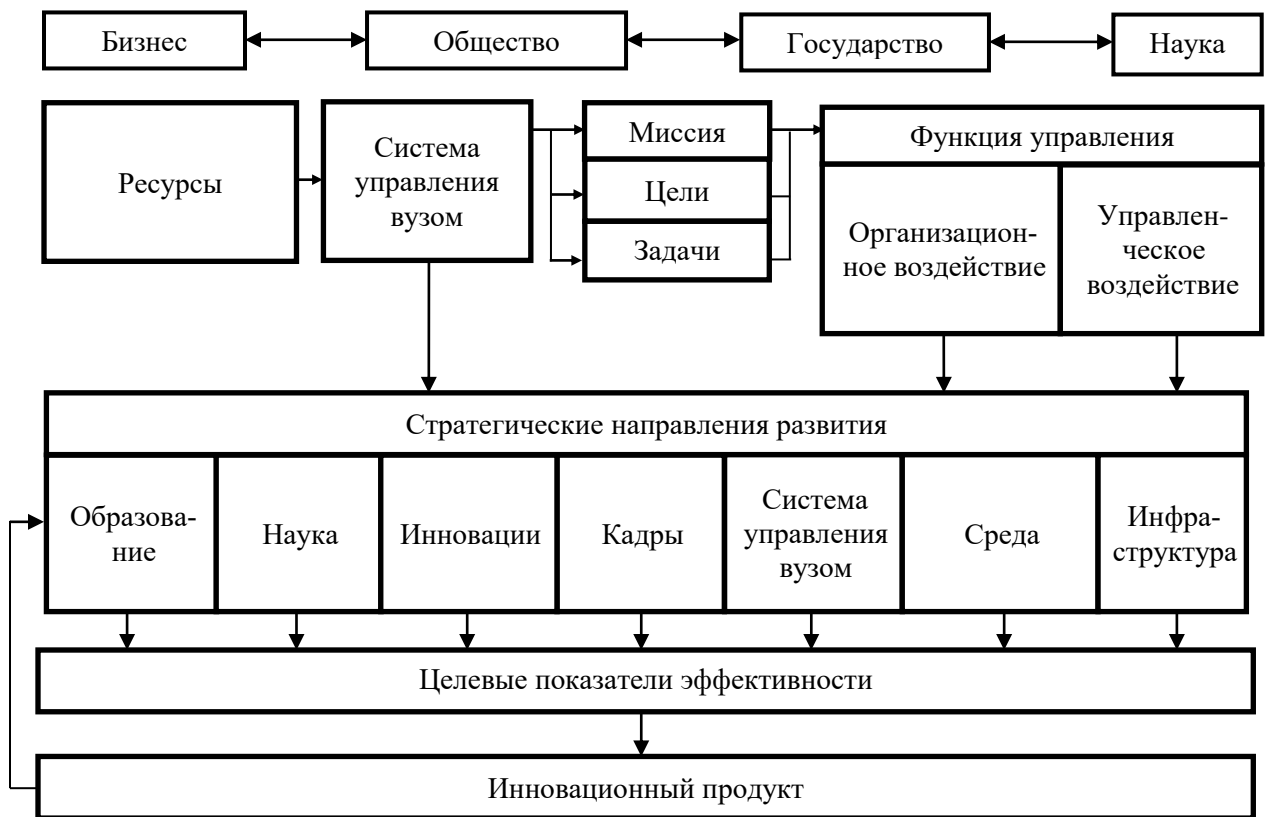 Бизнес
Общество
Государство
Наука
Ресурсы
Система
управления
вузом
Миссия
Цели
Задачи
Функция управления
Организацион-
ное воздействие
Управлен-
ческое
воздействие
Стратегические направления развития
Образова-
ние
Наука
Инновации
Кадры
Система
управления
вузом
Среда
Инфра-
структура
Целевые показатели эффективности
Инновационный продукт